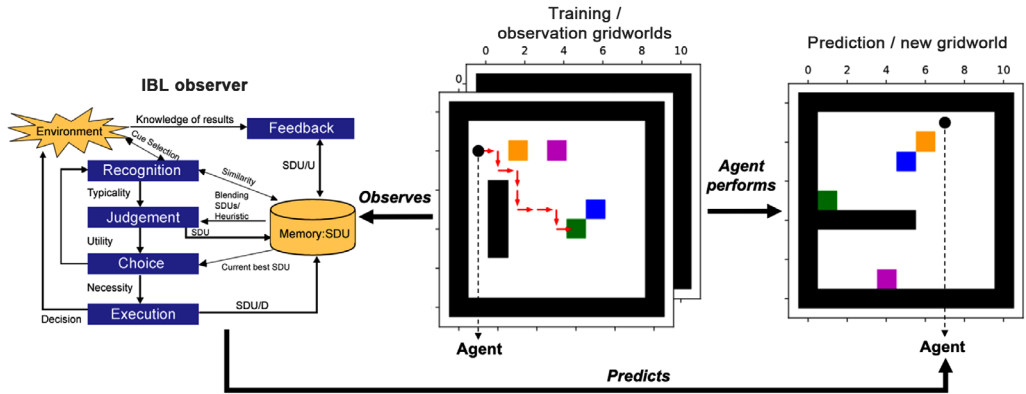 IBL observer
Environment
Knowledge of results
Feedback
Cue Selection
SDU/U
Recognition
Similarity
Typicality
Blending
SDUs/
Heuristic
Judgement
SDU
Memory:SDU
Utility
Choice
Current best SDU
Necessity
SDU/D
Decision
Execution
Observes
Training /
observation gridworlds
0 2 4 6 8 10
0
Agent
Agent
performs
Prediction / new gridworld
0 2 4 6 8 10
Agent
Predicts